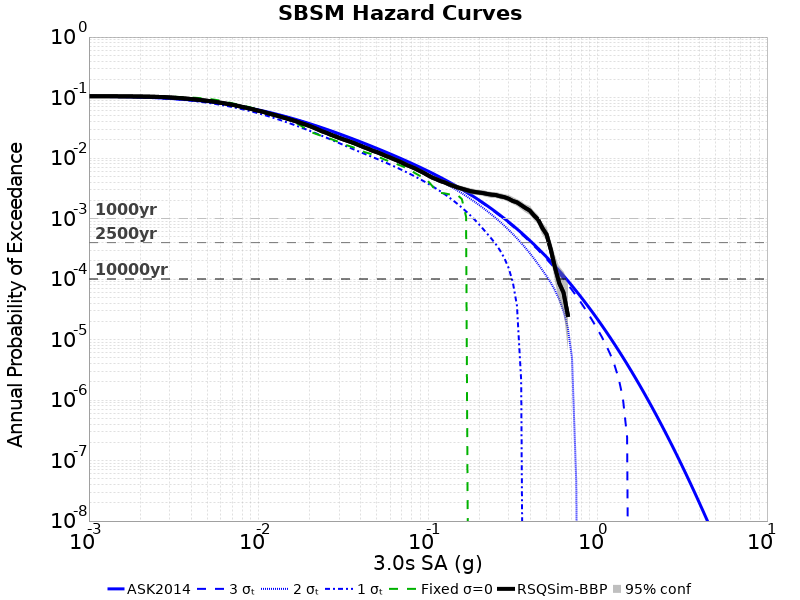 SBSM Hazard Curves
Annual Probability of Exceedance
10^0
10^-1
10^-2
10^-3
10^-4
10^-5
10^-6
10^-7
10^-8
1000yr
2500yr
10000yr
10^-3 10^-2 10^-1 10^0 10^1
3.0s SA (g)
ASK2014 3 σₜ 2 σₜ 1 σₜ Fixed σ=0 RSQSim-BBP 95% conf